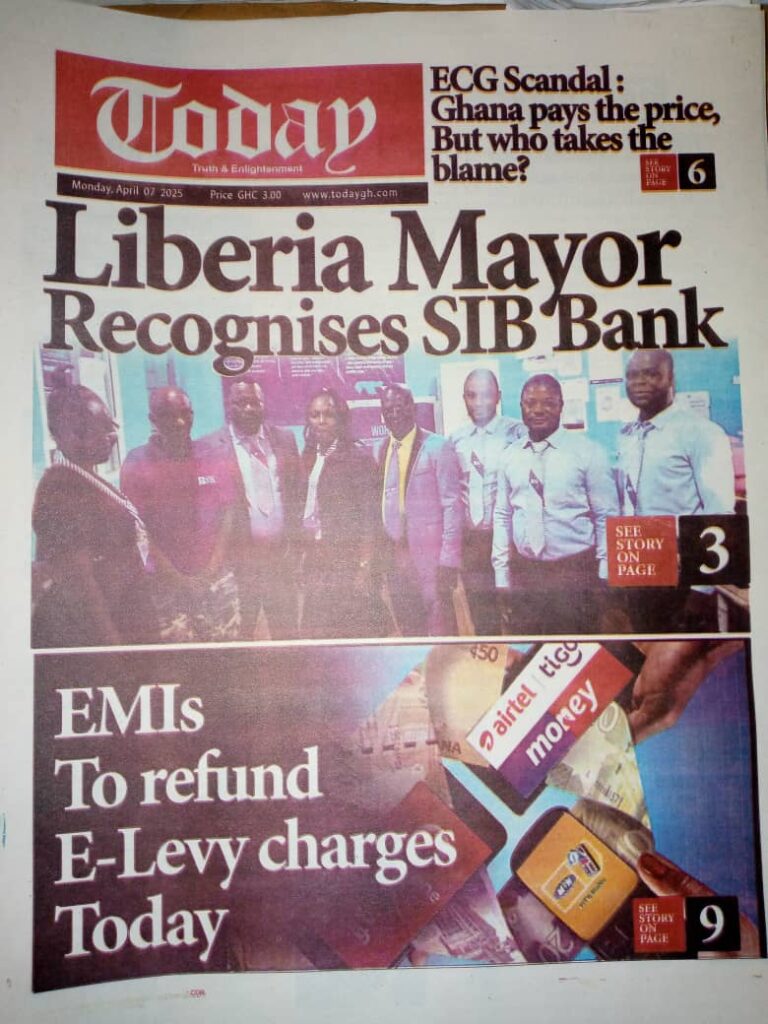 Today
Truth & Enlightenment
Monday, April 07 2025 Price GHC 3.00 www.todaygh.com
ECG Scandal :
Ghana pays the price,
But who takes the
blame?
SEE
STORY
ON
PAGE
6
Liberia Mayor
Recognises SIB Bank
SEE
STORY
ON
PAGE
3
EMIs
To refund
E-Levy charges
Today
airtel tigo
money
MTN
SEE
STORY
ON
PAGE
9